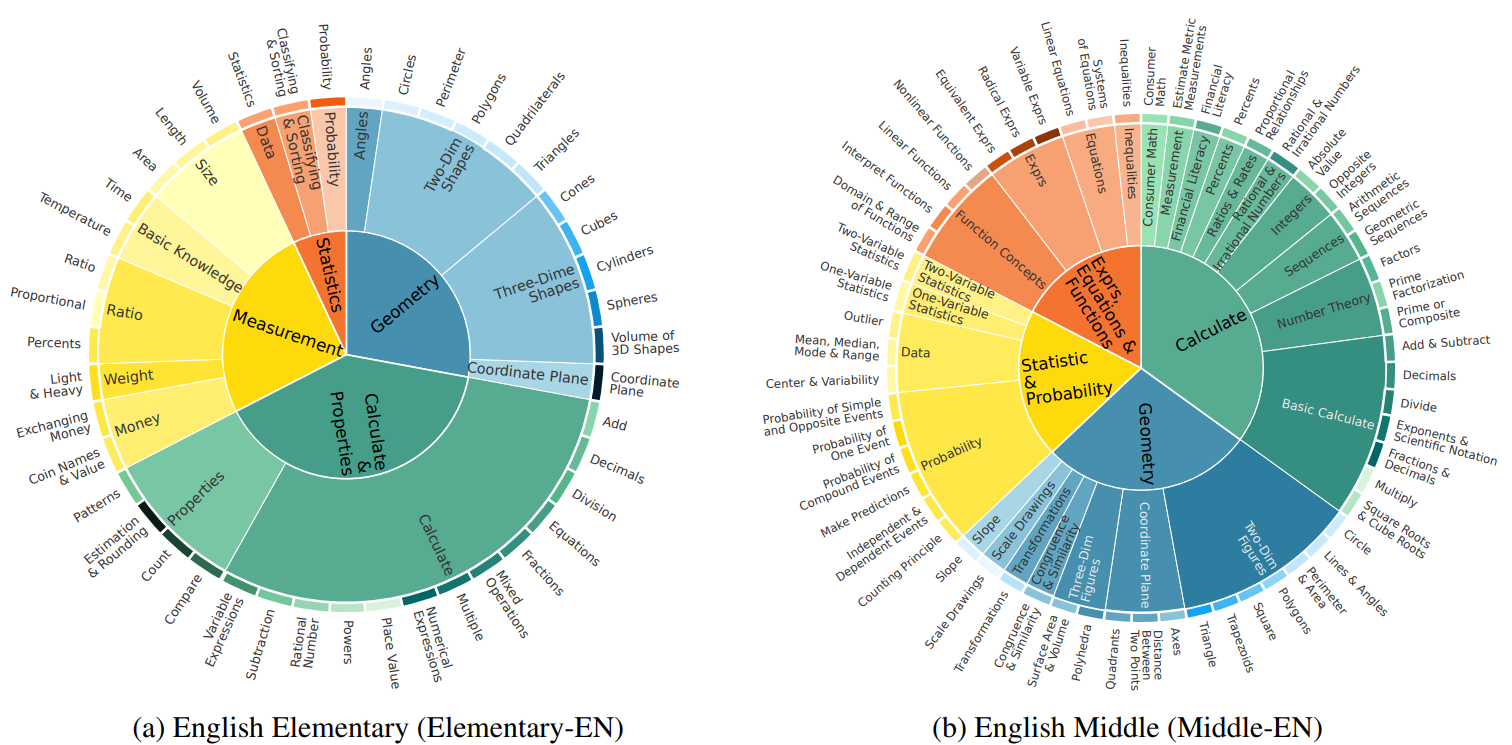 Statistics
Geometry
Measurement
Calculate &
Properties
Angles
Two-Dim
Shapes
Three-Dime
Shapes
Coordinate Plane
Calculate
Properties
Money
Weight
Ratio
Basic Knowledge
Size
Data
Classifying
& Sorting
Probability
Angles
Circles
Perimeter
Polygons
Quadrilaterals
Triangles
Cones
Cubes
Cylinders
Spheres
Volume of
3D Shapes
Coordinate
Plane
Add
Decimals
Division
Equations
Fractions
Mixed
Operations
Multiple
Numerical
Expressions
Place Value
Powers
Rational
Number
Subtraction
Variable
Expressions
Compare
Count
Estimation
& Rounding
Patterns
Coin Names
& Value
Exchanging
Money
Light
& Heavy
Percents
Proportional
Ratio
Temperature
Time
Area
Length
Volume
Statistics
Classifying
& Sorting
Probability
(a) English Elementary (Elementary-EN)
Exprs,
Equations &
Functions
Calculate
Geometry
Statistic
&
Probability
Consumer Math
Measurement
Financial Literacy
Percents
Ratios & Rates
Rational &
Irrational Numbers
Integers
Sequences
Number Theory
Basic Calculate
Two-Dim
Figures
Coordinate Plane
Three-Dim
Figures
Congruence
& Similarity
Transformations
Scale Drawings
Slope
Probability
Data
One-Variable
Statistics
Two-Variable
Statistics
Function Concepts
Exprs
Equations
Inequalities
Consumer
Math
Estimate Metric
Measurements
Financial
Literacy
Percents
Proportional
Relationships
Rational &
Irrational Numbers
Absolute
Value
Opposite
Integers
Arithmetic
Sequences
Geometric
Sequences
Factors
Prime
Factorization
Prime or
Composite
Add & Subtract
Decimals
Divide
Exponents &
Scientific Notation
Fractions &
Decimals
Multiply
Square Roots
& Cube Roots
Circle
Lines & Angles
Perimeter
& Area
Polygons
Square
Trapezoids
Triangle
Axes
Distance
Between
Two Points
Quadrants
Polyhedra
Surface Area
& Volume
Congruence
& Similarity
Transformations
Scale Drawings
Slope
Counting Principle
Independent &
Dependent Events
Make Predictions
Probability of
Compound Events
Probability of
One Event
Probability of Simple
and Opposite Events
Center & Variability
Mean, Median,
Mode & Range
Outlier
One-Variable
Statistics
Two-Variable
Statistics
Domain & Range
of Functions
Interpret Functions
Linear Functions
Nonlinear Functions
Equivalent Exprs
Radical Exprs
Variable Exprs
Linear Equations
Systems
of Equations
Inequalities
(b) English Middle (Middle-EN)